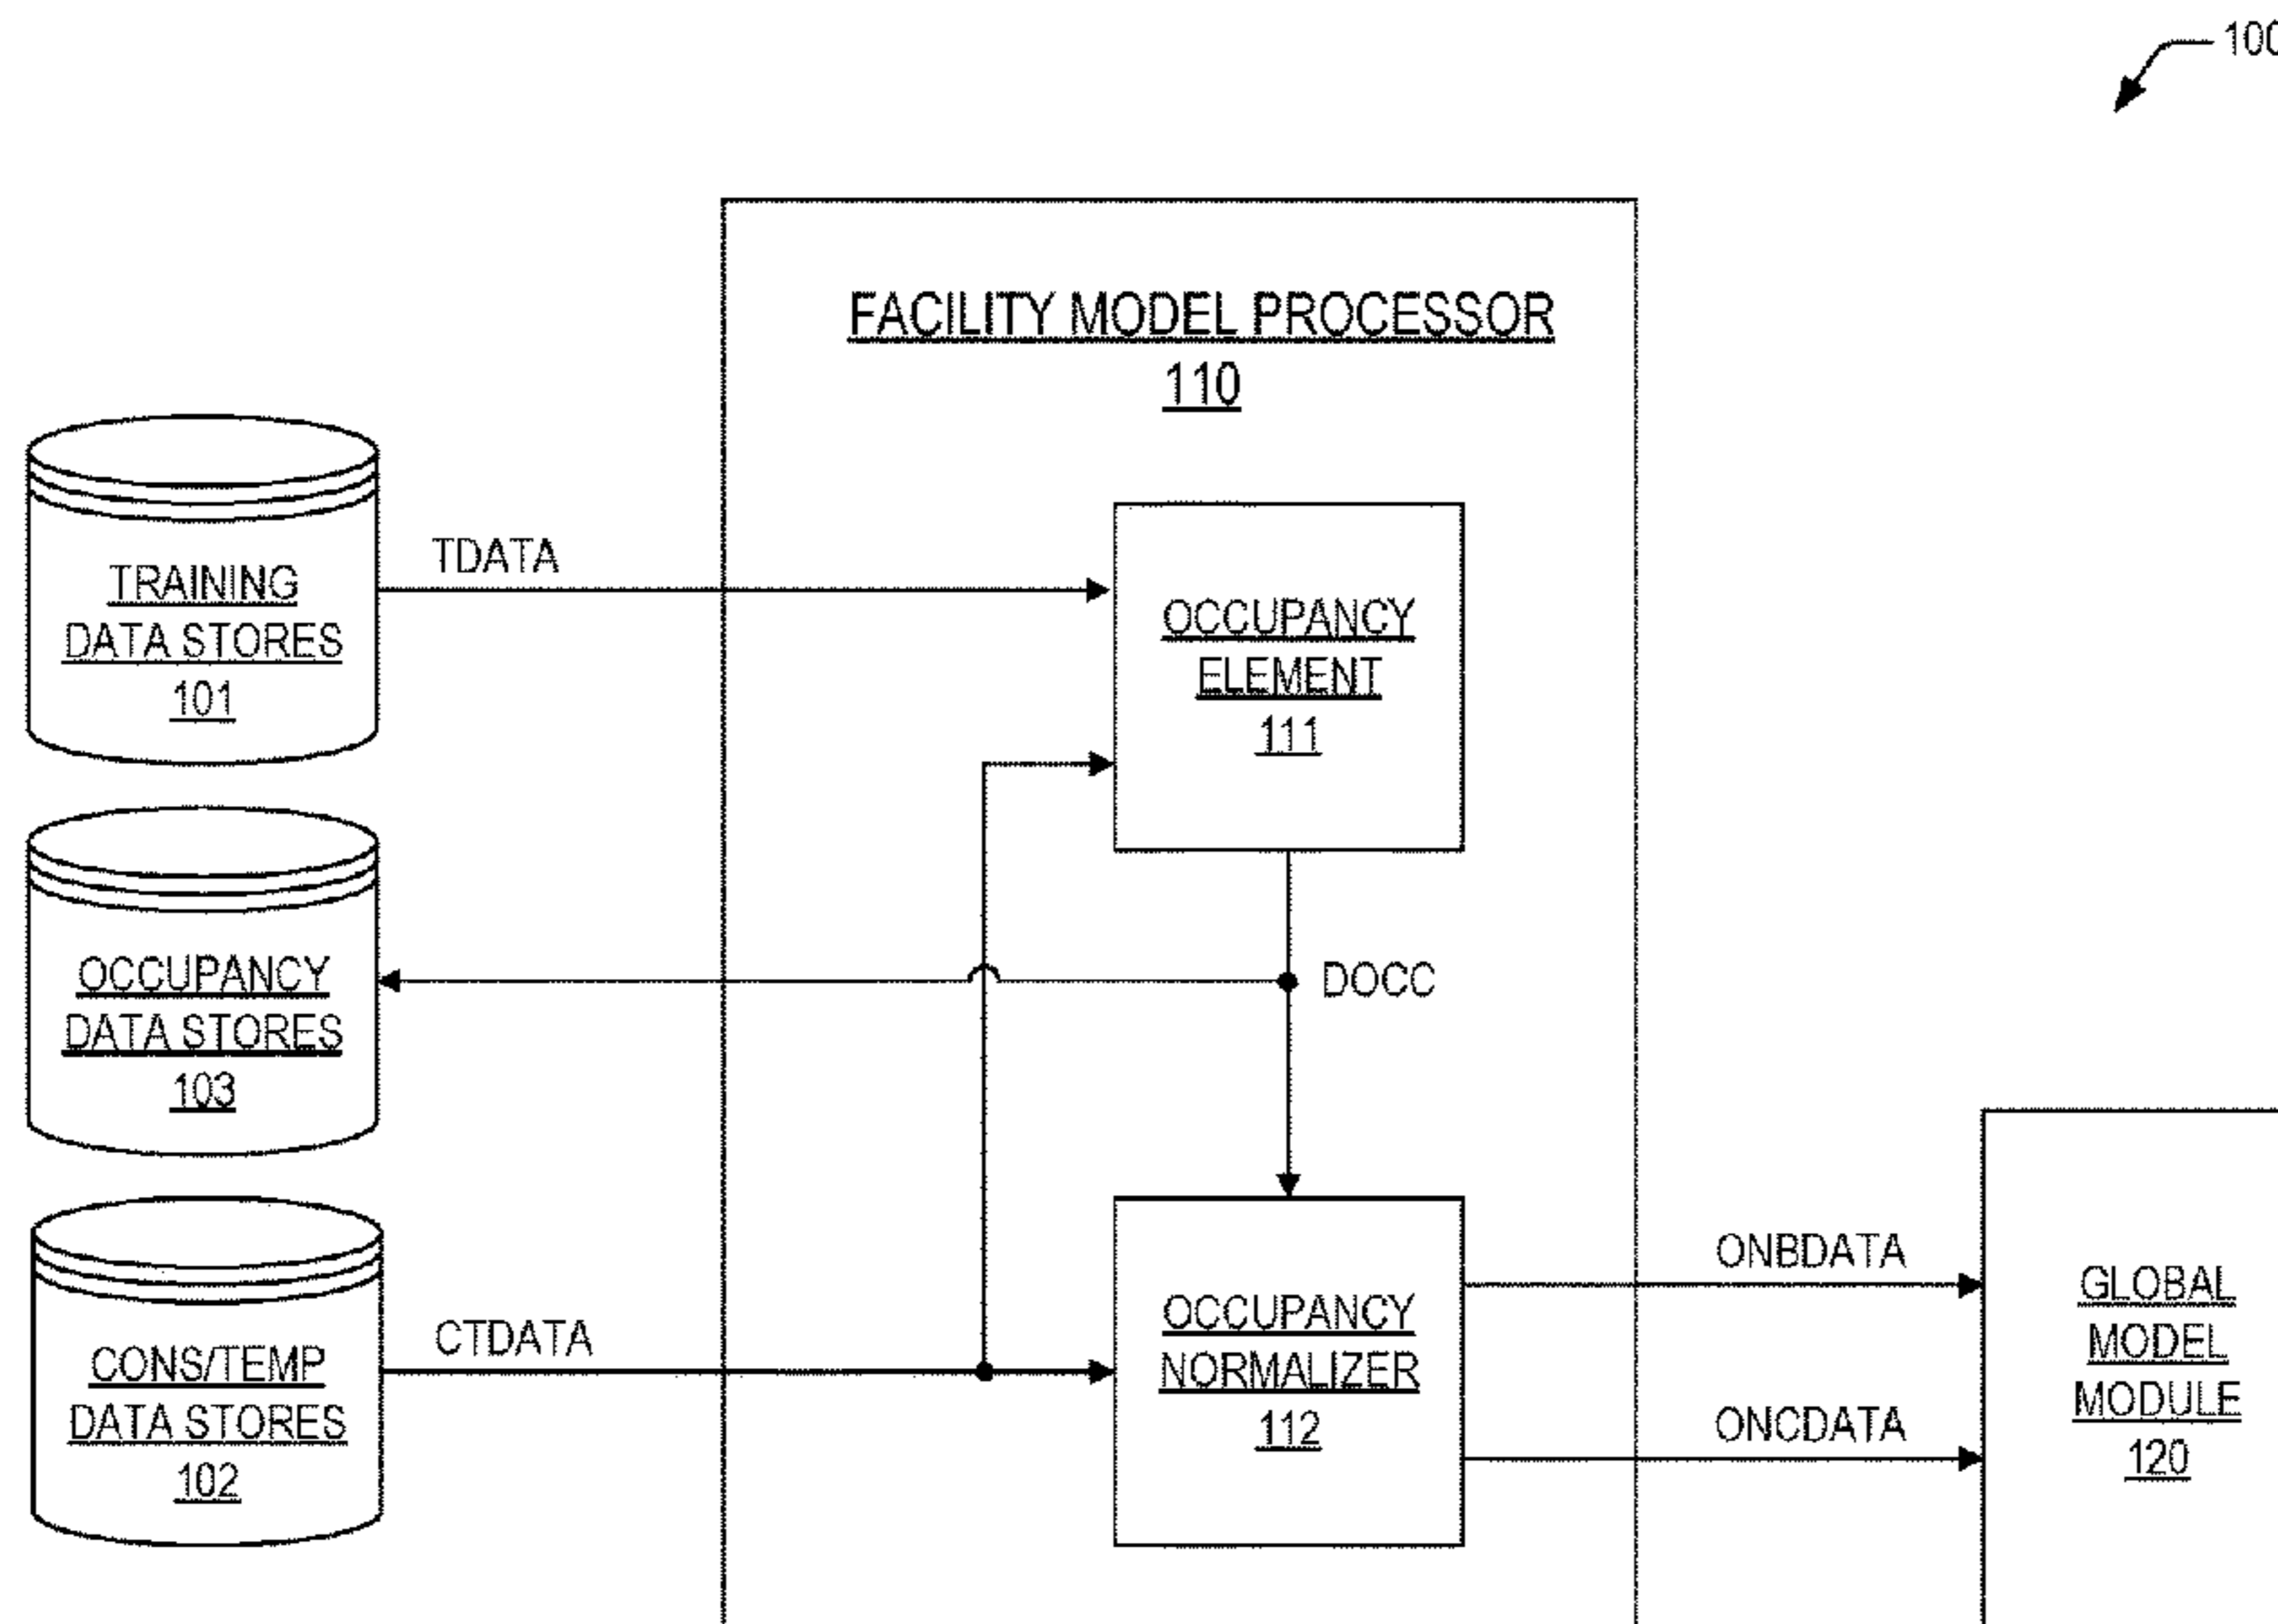 100
FACILITY MODEL PROCESSOR
110
TRAINING
DATA STORES
101
TDATA
OCCUPANCY
ELEMENT
111
OCCUPANCY
DATA STORES
103
DOCC
CONS/TEMP
DATA STORES
102
CTDATA
OCCUPANCY
NORMALIZER
112
ONBDATA
ONCDATA
GLOBAL
MODEL
MODULE
120